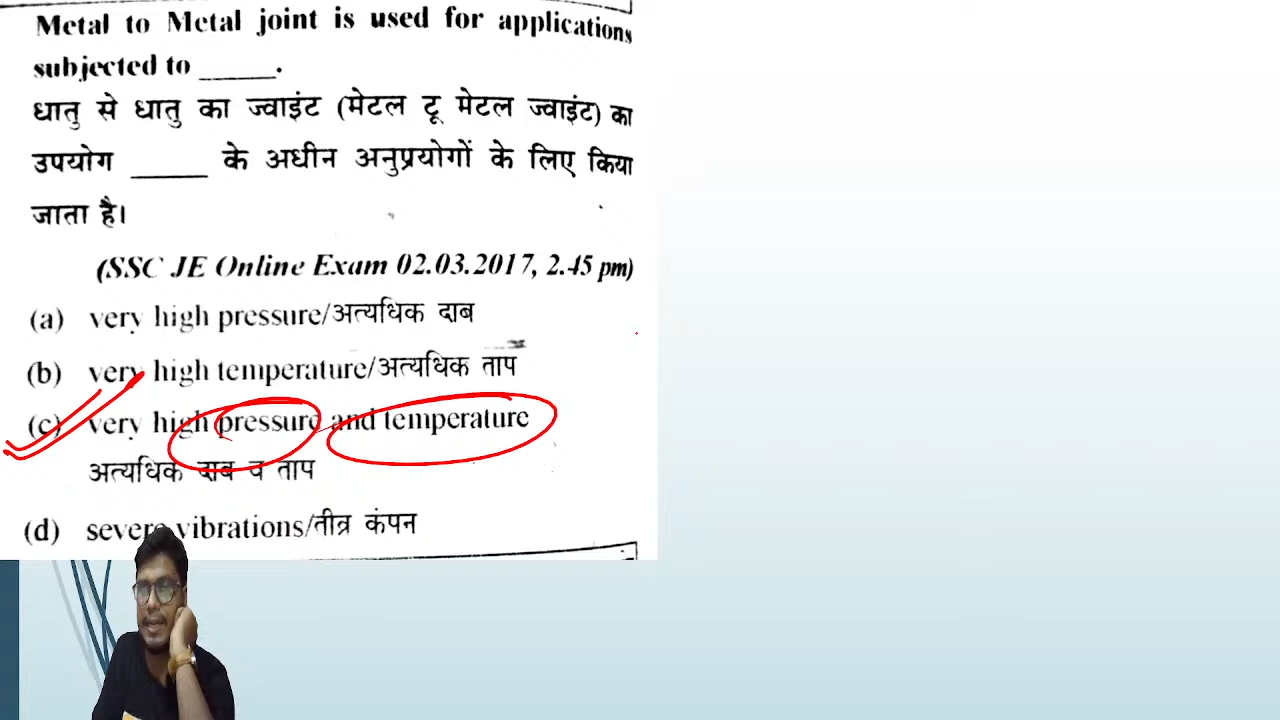 Metal to Metal joint is used for applications
subjected to _____.
धातु से धातु का ज्वाइंट (मेटल टू मेटल ज्वाइंट) का
उपयोग _____ के अधीन अनुप्रयोगों के लिए किया
जाता है।
(SSC JE Online Exam 02.03.2017, 2.45 pm)
(a) very high pressure/अत्यधिक दाब
(b) very high temperature/अत्यधिक ताप
(c) very high pressure and temperature
अत्यधिक दाब व ताप
(d) severe vibrations/तीव्र कंपन